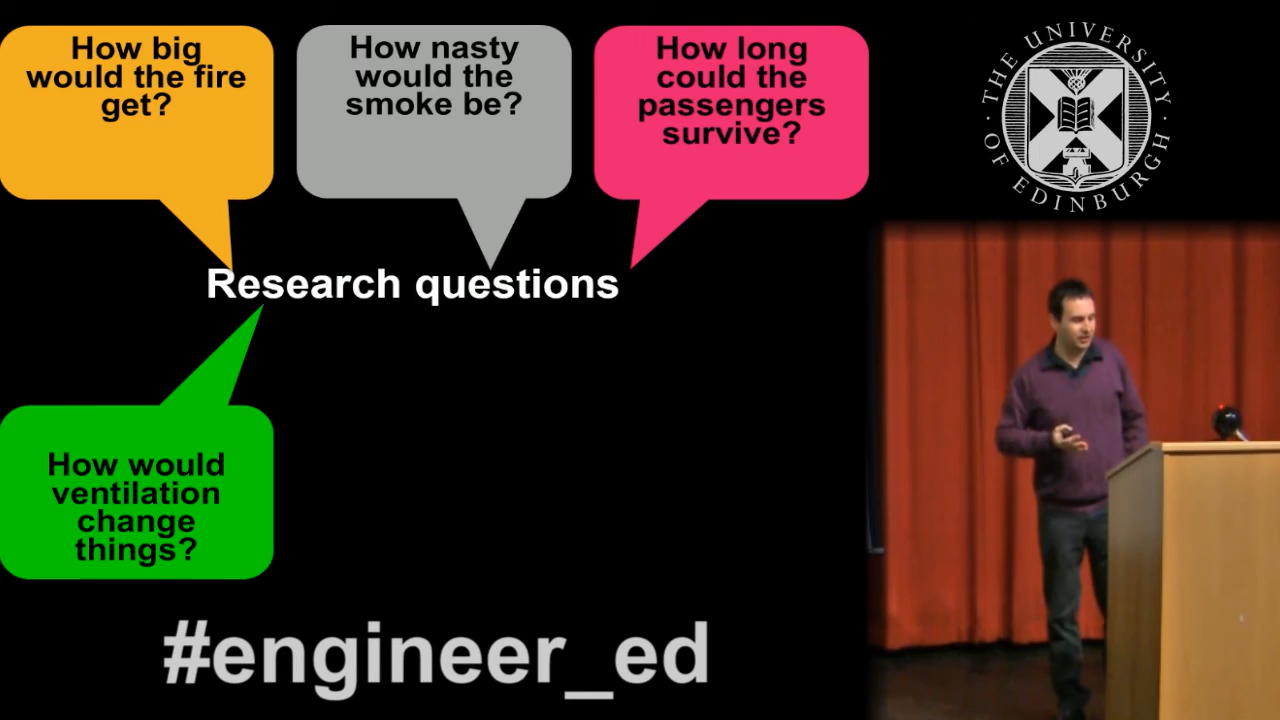 How big
would the fire
get?
How nasty
would the
smoke be?
How long
could the
passengers
survive?
THE UNIVERSITY
OF EDINBURGH
Research questions
How would
ventilation
change
things?
#engineer_ed